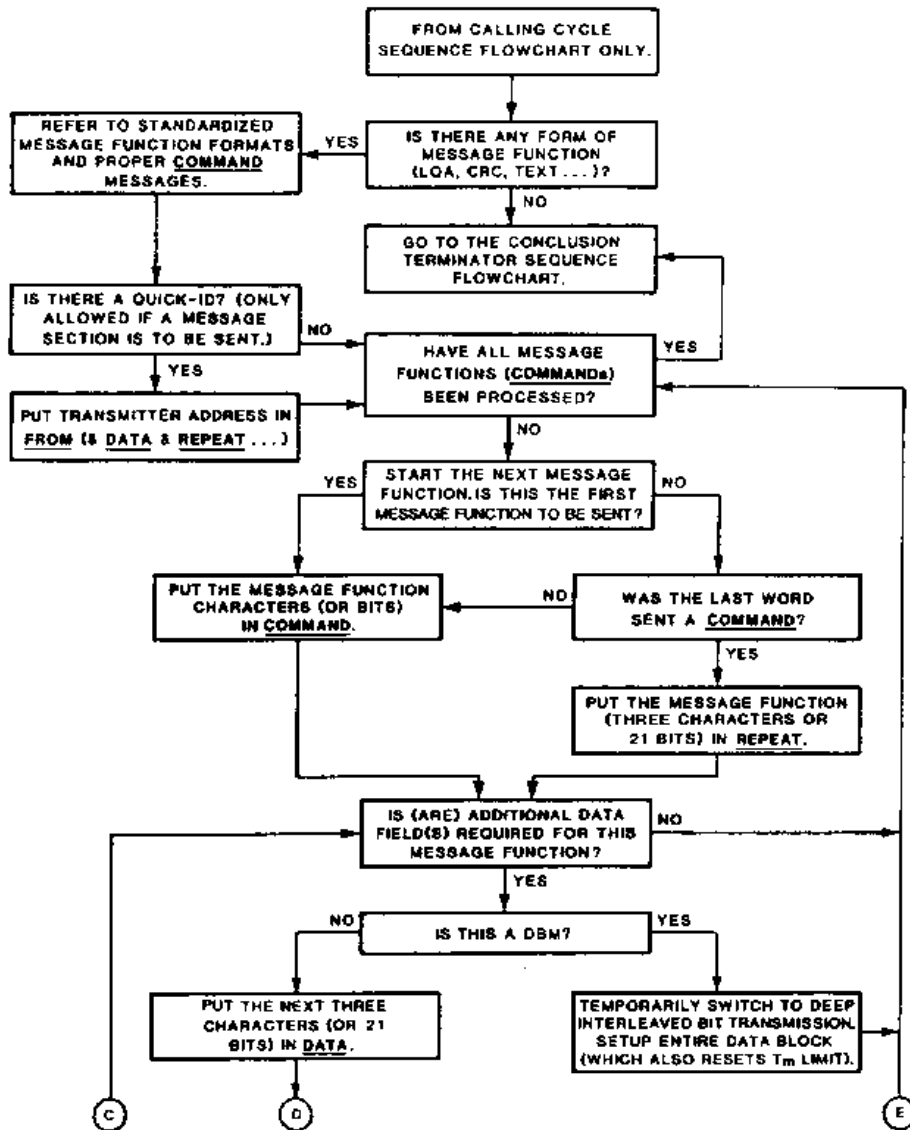 FROM CALLING CYCLE
SEQUENCE FLOWCHART ONLY.
REFER TO STANDARDIZED
MESSAGE FUNCTION FORMATS
AND PROPER COMMAND
MESSAGES.
YES
IS THERE ANY FORM OF
MESSAGE FUNCTION
(LQA, CRC, TEXT ...)?
NO
GO TO THE CONCLUSION
TERMINATOR SEQUENCE
FLOWCHART.
IS THERE A QUICK-ID? (ONLY
ALLOWED IF A MESSAGE
SECTION IS TO BE SENT.)
NO
YES
HAVE ALL MESSAGE
FUNCTIONS (COMMANDs)
BEEN PROCESSED?
YES
PUT TRANSMITTER ADDRESS IN
FROM (& DATA & REPEAT ...)
NO
YES
START THE NEXT MESSAGE
FUNCTION. IS THIS THE FIRST
MESSAGE FUNCTION TO BE SENT?
NO
PUT THE MESSAGE FUNCTION
CHARACTERS (OR BITS)
IN COMMAND.
NO
WAS THE LAST WORD
SENT A COMMAND?
YES
PUT THE MESSAGE FUNCTION
(THREE CHARACTERS OR
21 BITS) IN REPEAT.
IS (ARE) ADDITIONAL DATA
FIELD(S) REQUIRED FOR THIS
MESSAGE FUNCTION?
NO
YES
NO
IS THIS A DBM?
YES
PUT THE NEXT THREE
CHARACTERS (OR 21
BITS) IN DATA.
TEMPORARILY SWITCH TO DEEP
INTERLEAVED BIT TRANSMISSION.
SETUP ENTIRE DATA BLOCK
(WHICH ALSO RESETS Tm LIMIT).
C
D
E